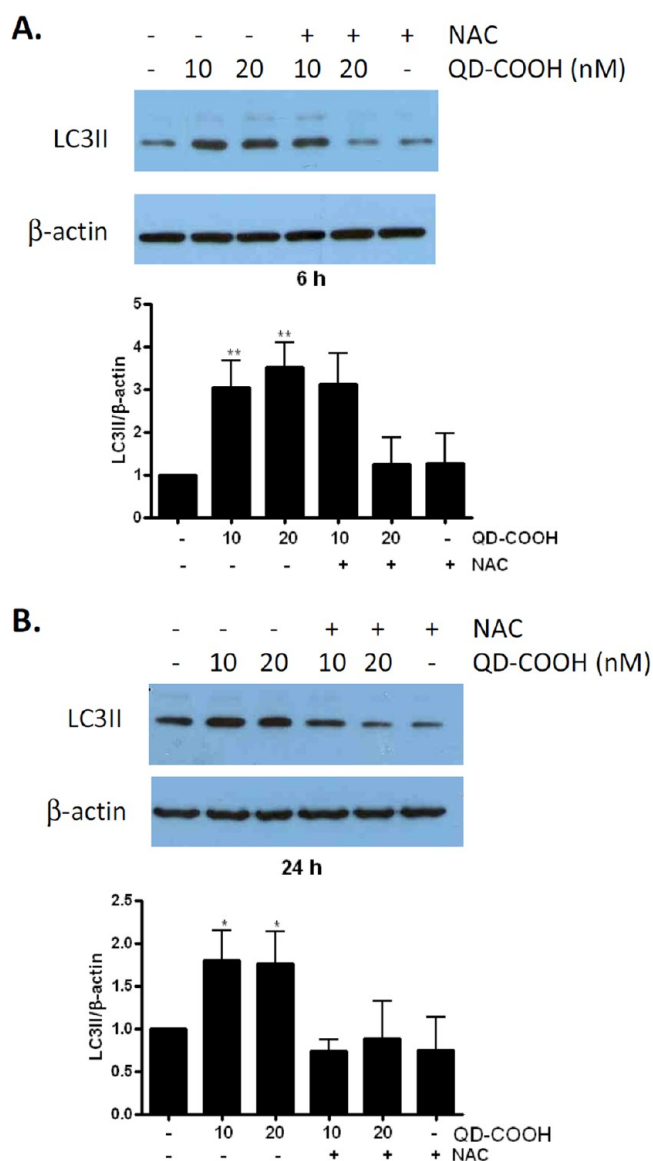 A.
- - - + + + NAC
- 10 20 10 20 - QD-COOH (nM)
LC3II
β-actin
6 h
5
4
3
2
1
0
LC3II/β-actin
- 10 20 10 20 - QD-COOH
- - - + + + NAC
B.
- - - + + + NAC
- 10 20 10 20 - QD-COOH (nM)
LC3II
β-actin
24 h
2.5
2.0
1.5
1.0
0.5
0.0
LC3II/β-actin
** **
* *
- 10 20 10 20 - QD-COOH
- - - + + + NAC